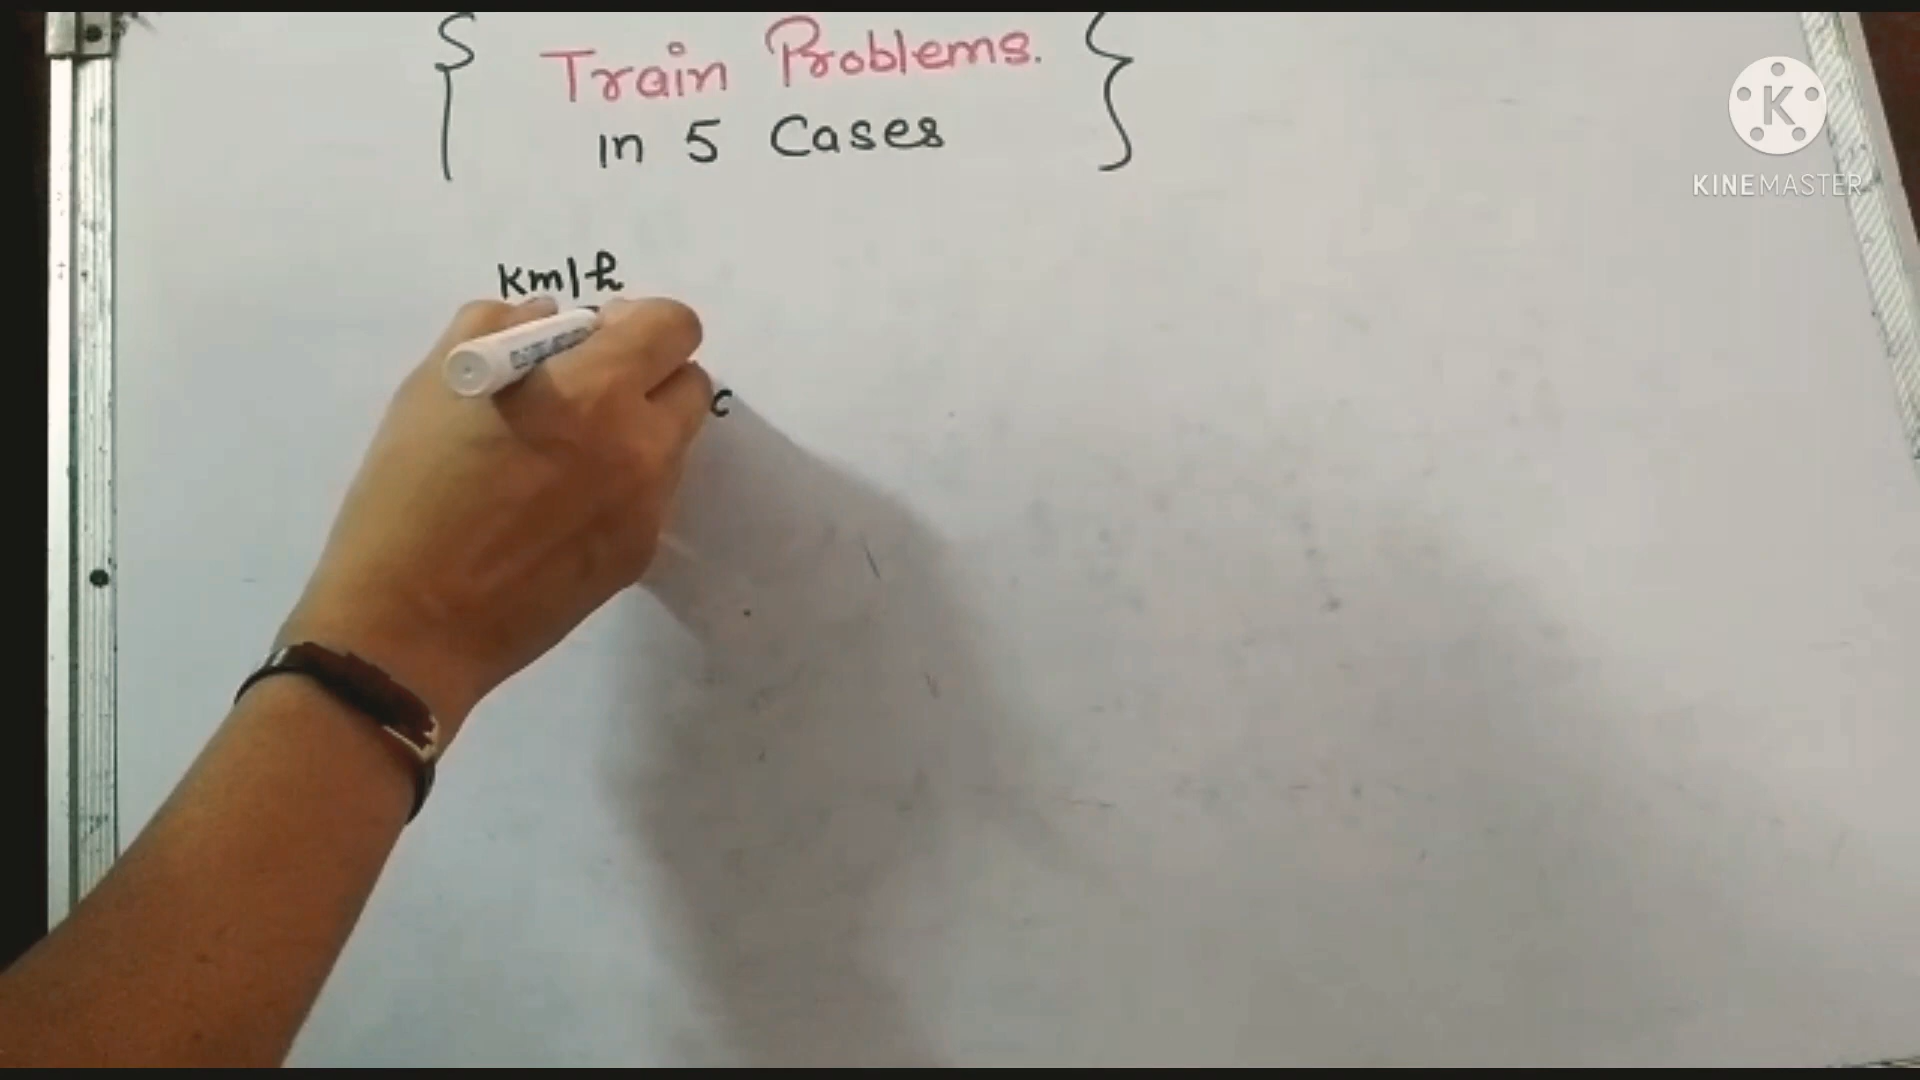 Train Problems.
in 5 Cases
km/h
c
KINEMASTER